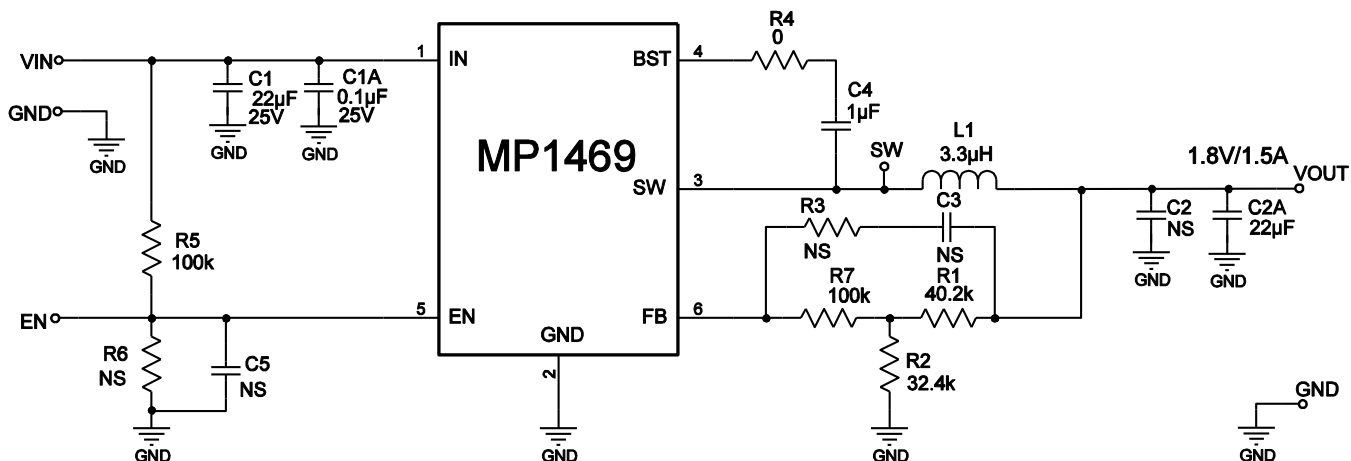 VIN
GND
GND
C1
22µF
25V
GND
C1A
0.1µF
25V
GND
R5
100k
EN
R6
NS
C5
NS
GND
1
IN
BST
4
MP1469
SW
3
5
EN
FB
6
GND
2
GND
R4
0
C4
1µF
SW
L1
3.3µH
1.8V/1.5A
VOUT
R3
NS
C3
NS
R7
100k
R1
40.2k
R2
32.4k
GND
C2
NS
GND
C2A
22µF
GND
GND
GND